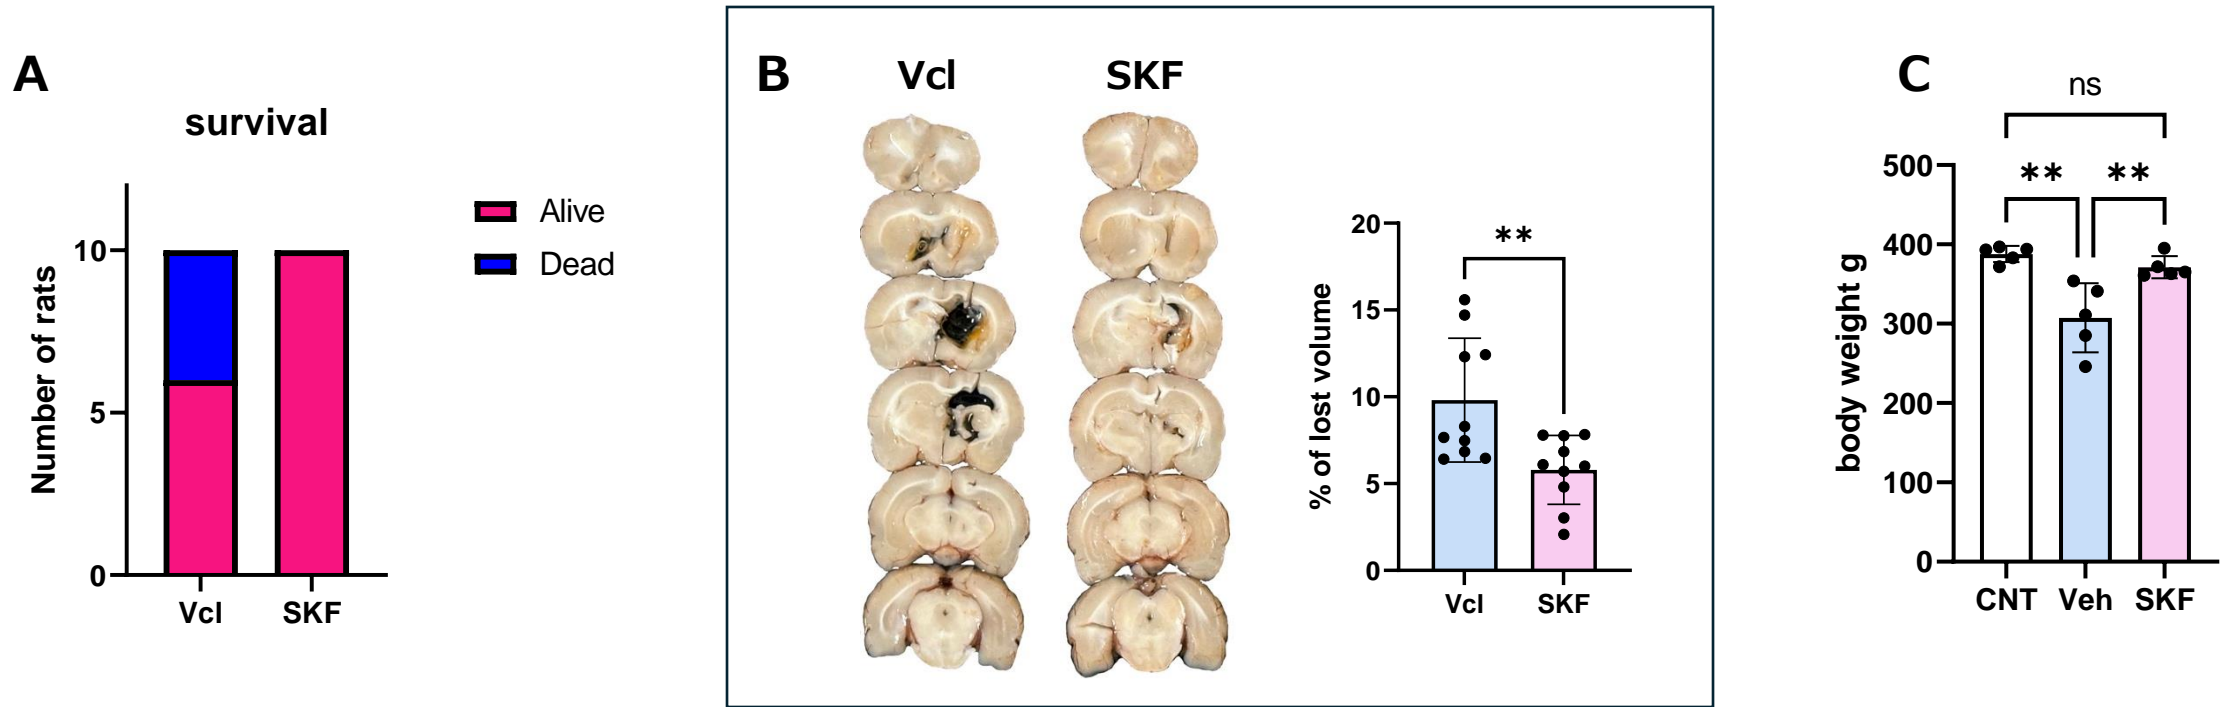 A
survival
Number of rats
10
5
0
Vcl
SKF
Alive
Dead
B
Vcl
SKF
% of lost volume
20
15
10
5
0
**
Vcl
SKF
C
ns
**
**
body weight g
500
400
300
200
100
0
CNT
Veh
SKF